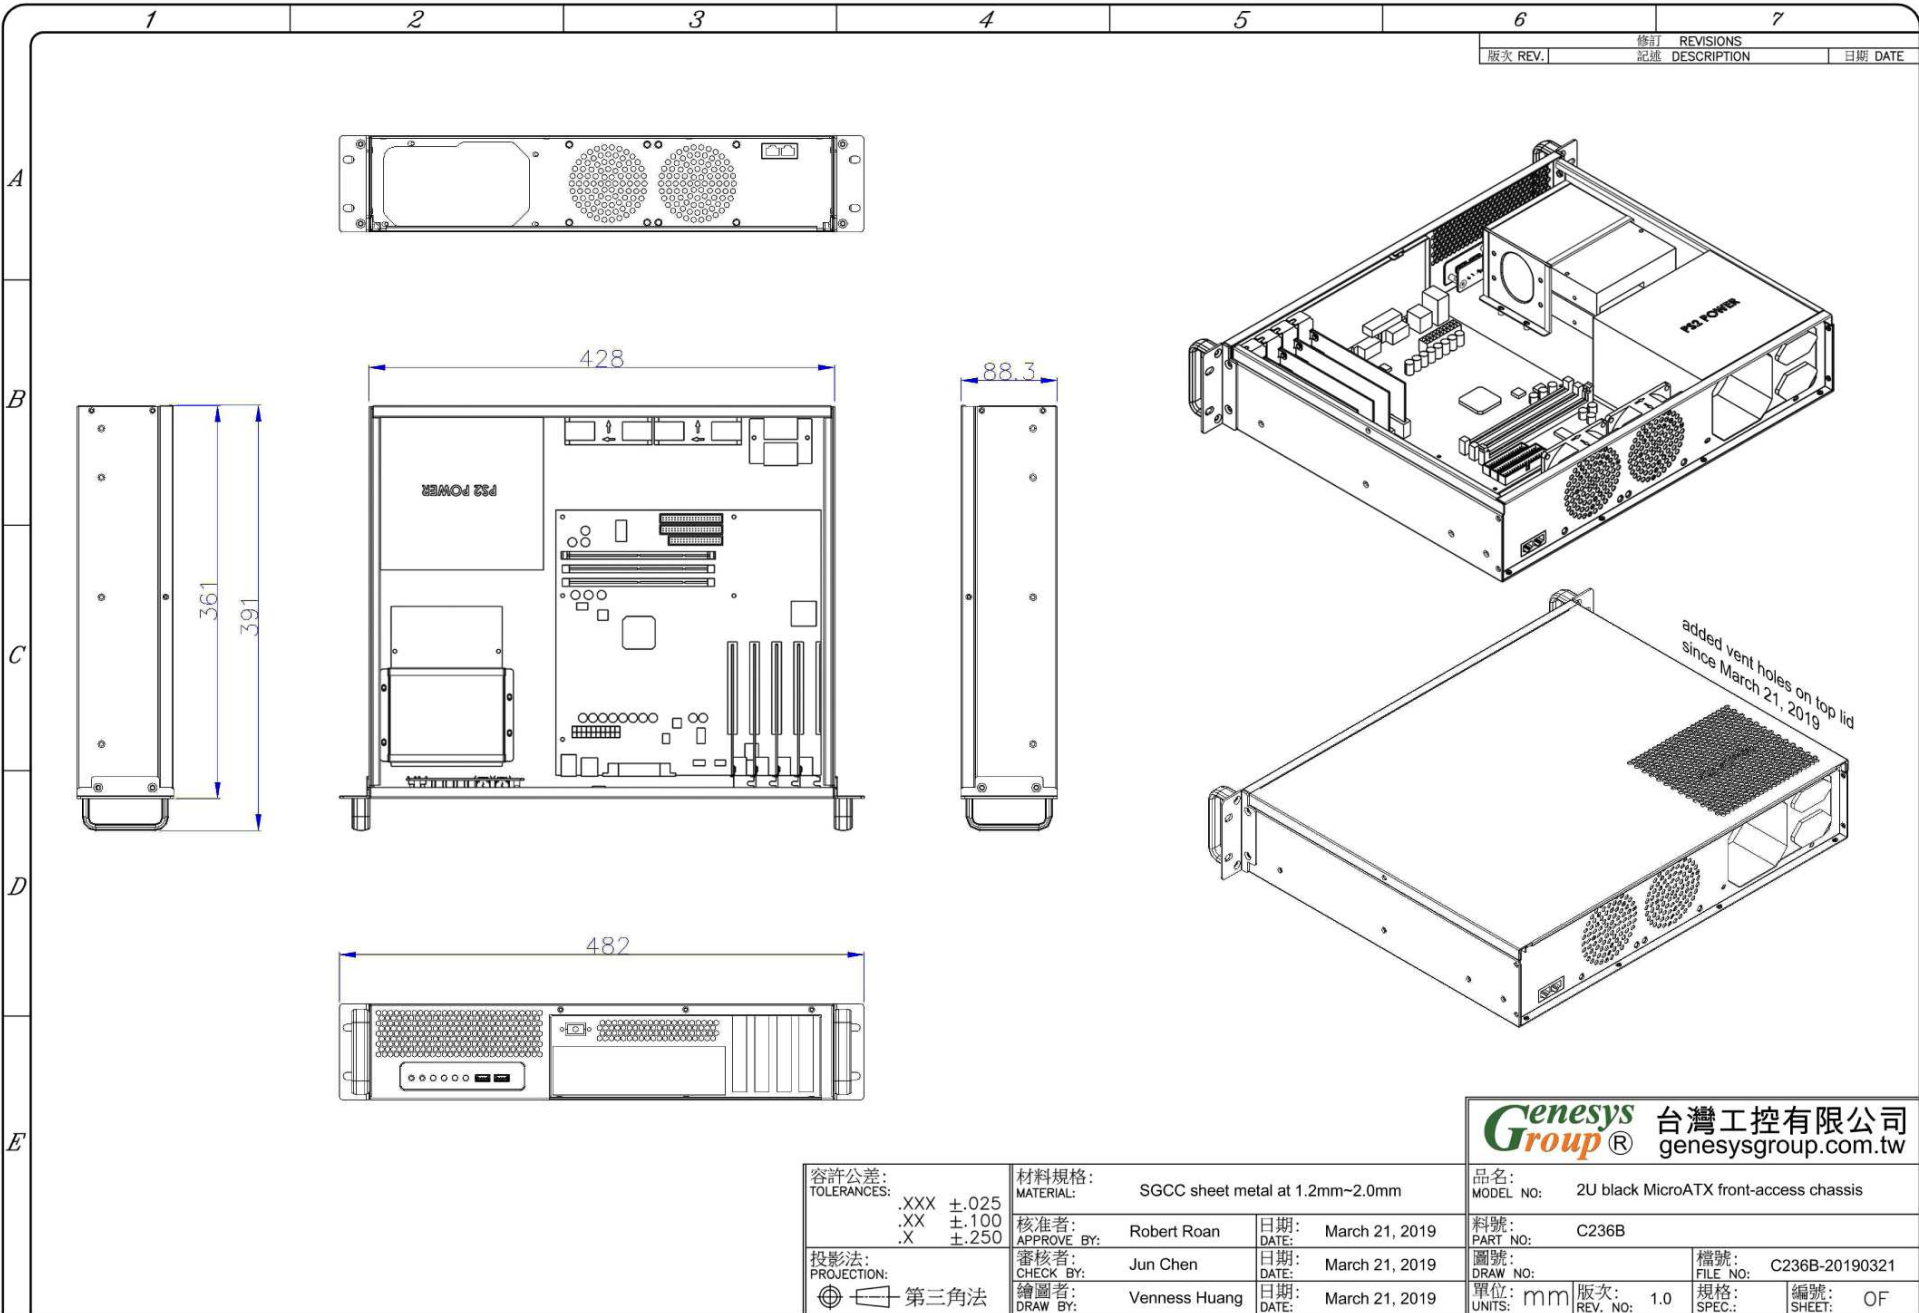 1 2 3 4 5 6 7
修訂 REVISIONS
版次 REV. 記述 DESCRIPTION 日期 DATE
A
B
C
D
E
428
88.3
361
391
482
PS2 POWER
PS2 POWER
added vent holes on top lid
since March 21, 2019
Genesys
Group ®
台灣工控有限公司
genesysgroup.com.tw
容許公差:
TOLERANCES:
.XXX ±.025
.XX ±.100
.X ±.250
投影法:
PROJECTION:
第三角法
材料規格:
MATERIAL: SGCC sheet metal at 1.2mm~2.0mm
核准者:
APPROVE BY: Robert Roan
日期:
DATE: March 21, 2019
審核者:
CHECK BY: Jun Chen
日期:
DATE: March 21, 2019
繪圖者:
DRAW BY: Venness Huang
日期:
DATE: March 21, 2019
品名:
MODEL NO: 2U black MicroATX front-access chassis
料號:
PART NO: C236B
圖號:
DRAW NO:
檔號:
FILE NO: C236B-20190321
單位:
UNITS: mm
版次:
REV. NO: 1.0
規格:
SPEC.:
編號:
SHEET: OF